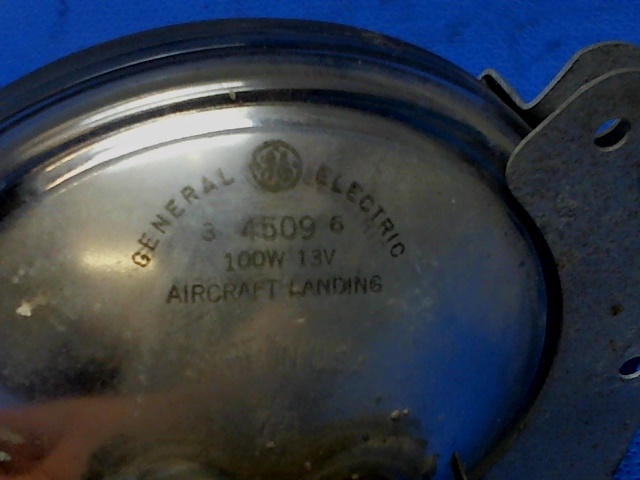 GENERAL GE ELECTRIC
3 4509 6
100W 13V
AIRCRAFT LANDING